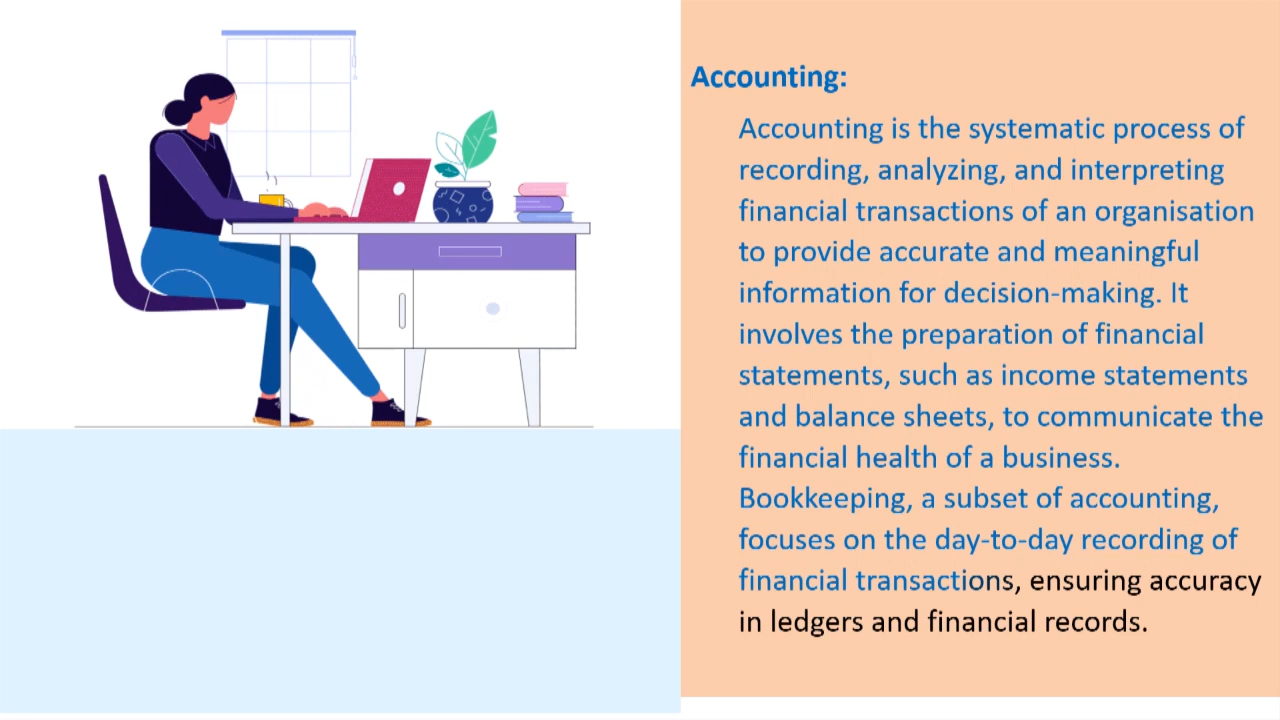 Accounting:
Accounting is the systematic process of
recording, analyzing, and interpreting
financial transactions of an organisation
to provide accurate and meaningful
information for decision-making. It
involves the preparation of financial
statements, such as income statements
and balance sheets, to communicate the
financial health of a business.
Bookkeeping, a subset of accounting,
focuses on the day-to-day recording of
financial transactions, ensuring accuracy
in ledgers and financial records.